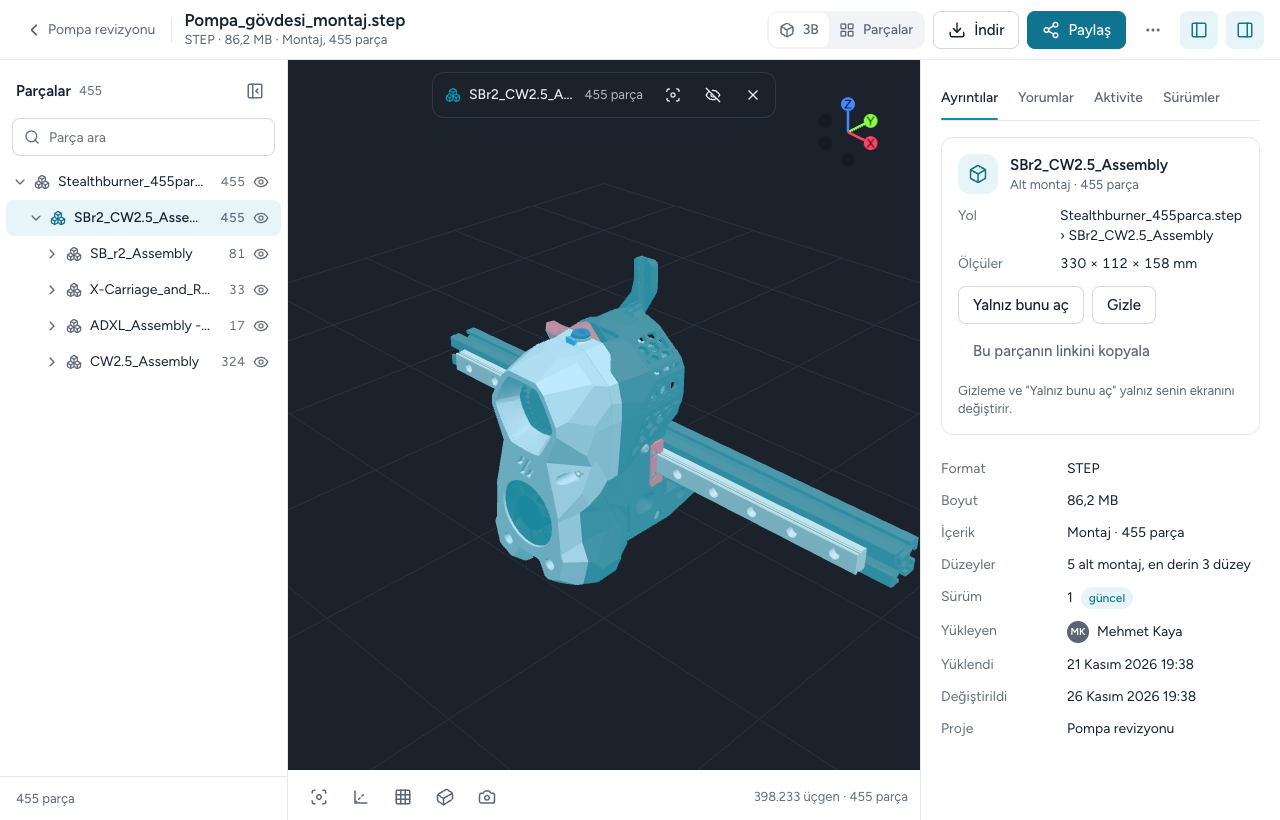 Pompa revizyonu
Pompa_gövdesi_montaj.step
STEP · 86,2 MB · Montaj, 455 parça
3B
Parçalar
İndir
Paylaş
Parçalar 455
Parça ara
Stealthburner_455par... 455
SBr2_CW2.5_Asse... 455
SB_r2_Assembly 81
X-Carriage_and_R... 33
ADXL_Assembly -... 17
CW2.5_Assembly 324
455 parça
SBr2_CW2.5_A... 455 parça
Z
Y
X
398.233 üçgen · 455 parça
Ayrıntılar
Yorumlar
Aktivite
Sürümler
SBr2_CW2.5_Assembly
Alt montaj · 455 parça
Yol Stealthburner_455parca.step
› SBr2_CW2.5_Assembly
Ölçüler 330 × 112 × 158 mm
Yalnız bunu aç
Gizle
Bu parçanın linkini kopyala
Gizleme ve "Yalnız bunu aç" yalnız senin ekranını
değiştirir.
Format STEP
Boyut 86,2 MB
İçerik Montaj · 455 parça
Düzeyler 5 alt montaj, en derin 3 düzey
Sürüm 1 güncel
Yükleyen MK Mehmet Kaya
Yüklendi 21 Kasım 2026 19:38
Değiştirildi 26 Kasım 2026 19:38
Proje Pompa revizyonu